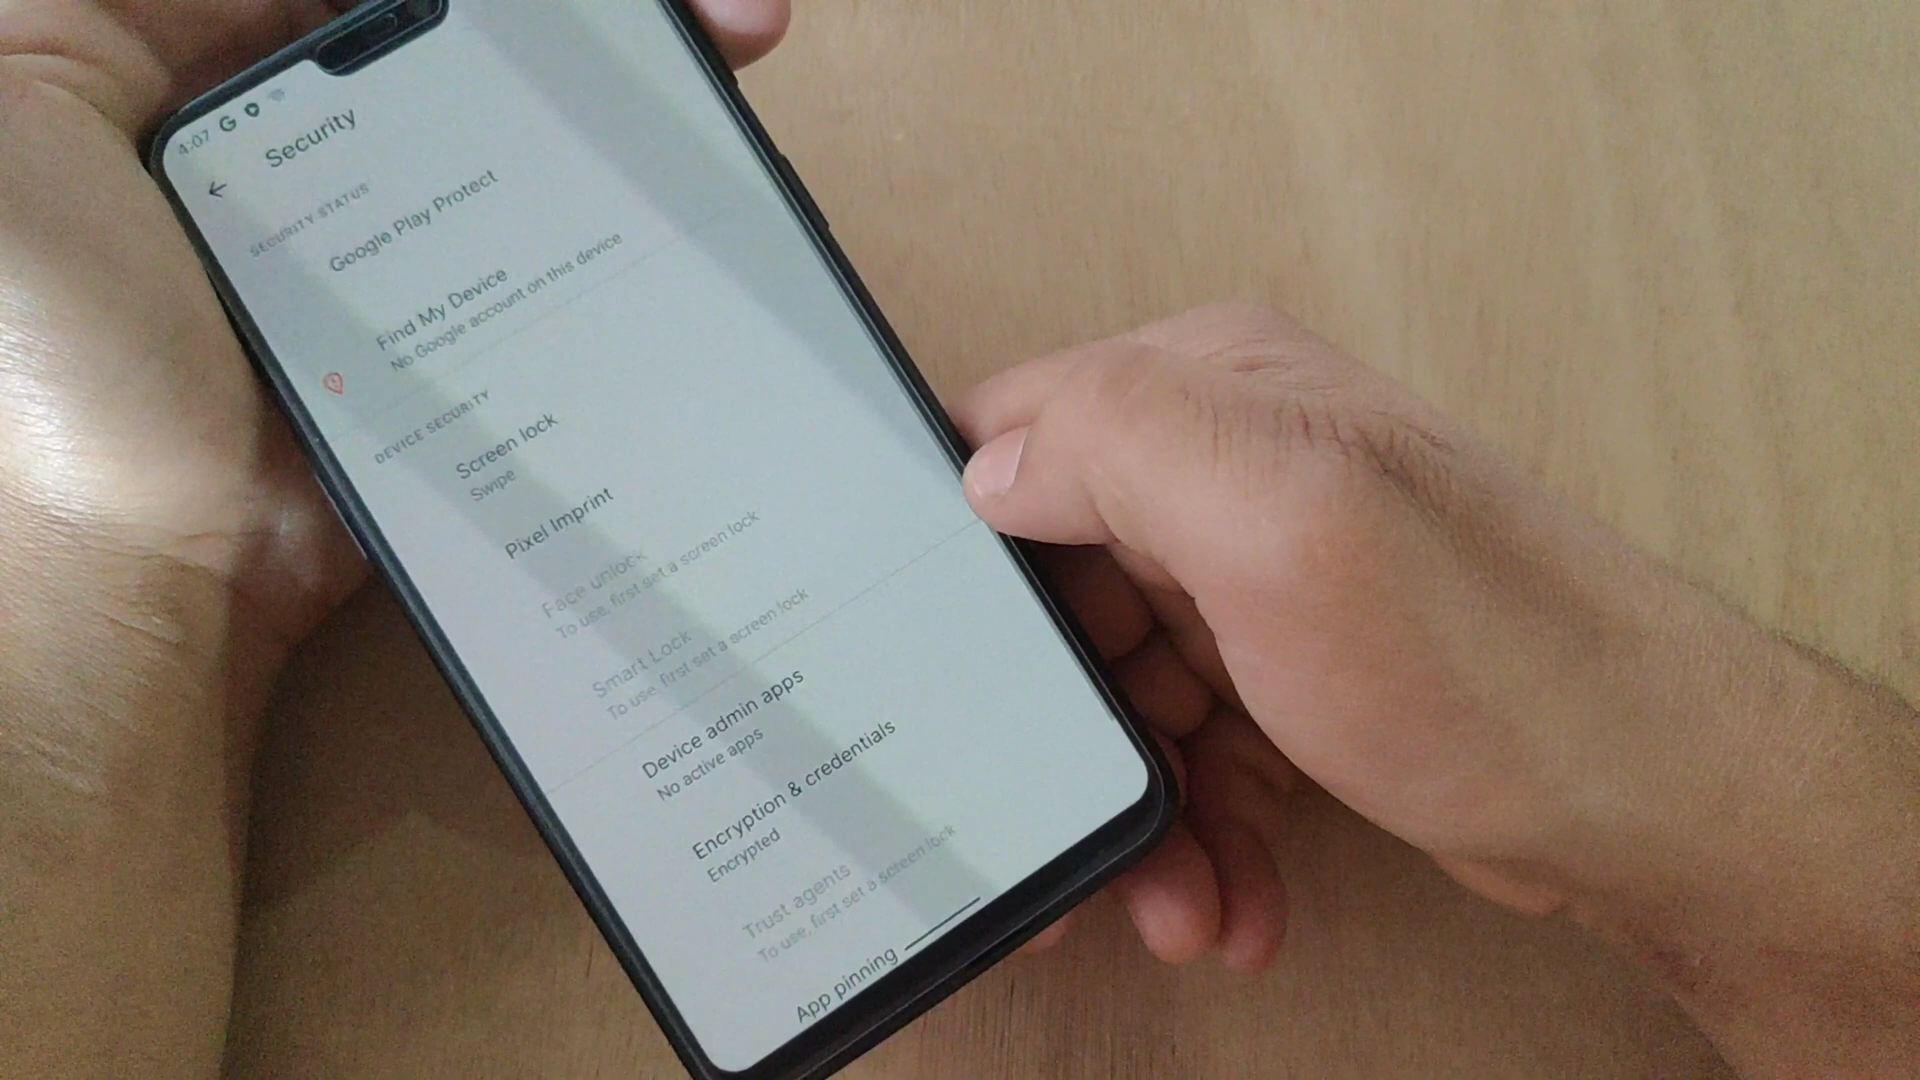 4:07 G
Security
SECURITY STATUS
Google Play Protect
Find My Device
No Google account on this device
DEVICE SECURITY
Screen lock
Swipe
Pixel Imprint
Face unlock
To use, first set a screen lock
Smart Lock
To use, first set a screen lock
Device admin apps
No active apps
Encryption & credentials
Encrypted
Trust agents
To use, first set a screen lock
App pinning